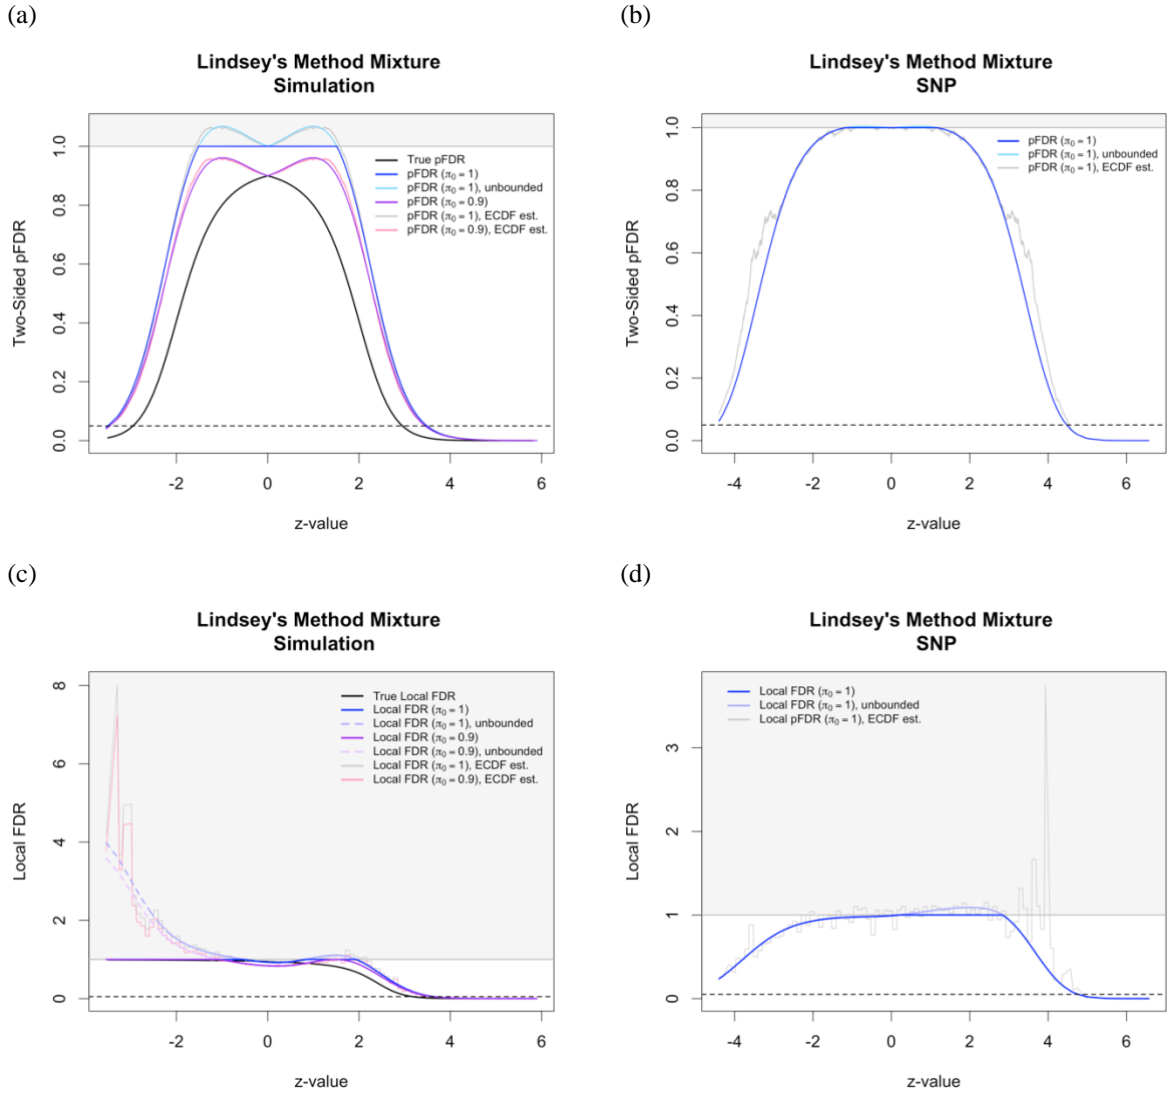 (a)
Lindsey's Method Mixture
Simulation
Two-Sided pFDR
0.0
0.2
0.4
0.6
0.8
1.0
True pFDR
pFDR (π₀ = 1)
pFDR (π₀ = 1), unbounded
pFDR (π₀ = 0.9)
pFDR (π₀ = 1), ECDF est.
pFDR (π₀ = 0.9), ECDF est.
-2
0
2
4
6
z-value
(b)
Lindsey's Method Mixture
SNP
Two-Sided pFDR
0.0
0.2
0.4
0.6
0.8
1.0
pFDR (π₀ = 1)
pFDR (π₀ = 1), unbounded
pFDR (π₀ = 1), ECDF est.
-4
-2
0
2
4
6
z-value
(c)
Lindsey's Method Mixture
Simulation
Local FDR
0
2
4
6
8
True Local FDR
Local FDR (π₀ = 1)
Local FDR (π₀ = 1), unbounded
Local FDR (π₀ = 0.9)
Local FDR (π₀ = 0.9), unbounded
Local FDR (π₀ = 1), ECDF est.
Local FDR (π₀ = 0.9), ECDF est.
-2
0
2
4
6
z-value
(d)
Lindsey's Method Mixture
SNP
Local FDR
0
1
2
3
Local FDR (π₀ = 1)
Local FDR (π₀ = 1), unbounded
Local pFDR (π₀ = 1), ECDF est.
-4
-2
0
2
4
6
z-value